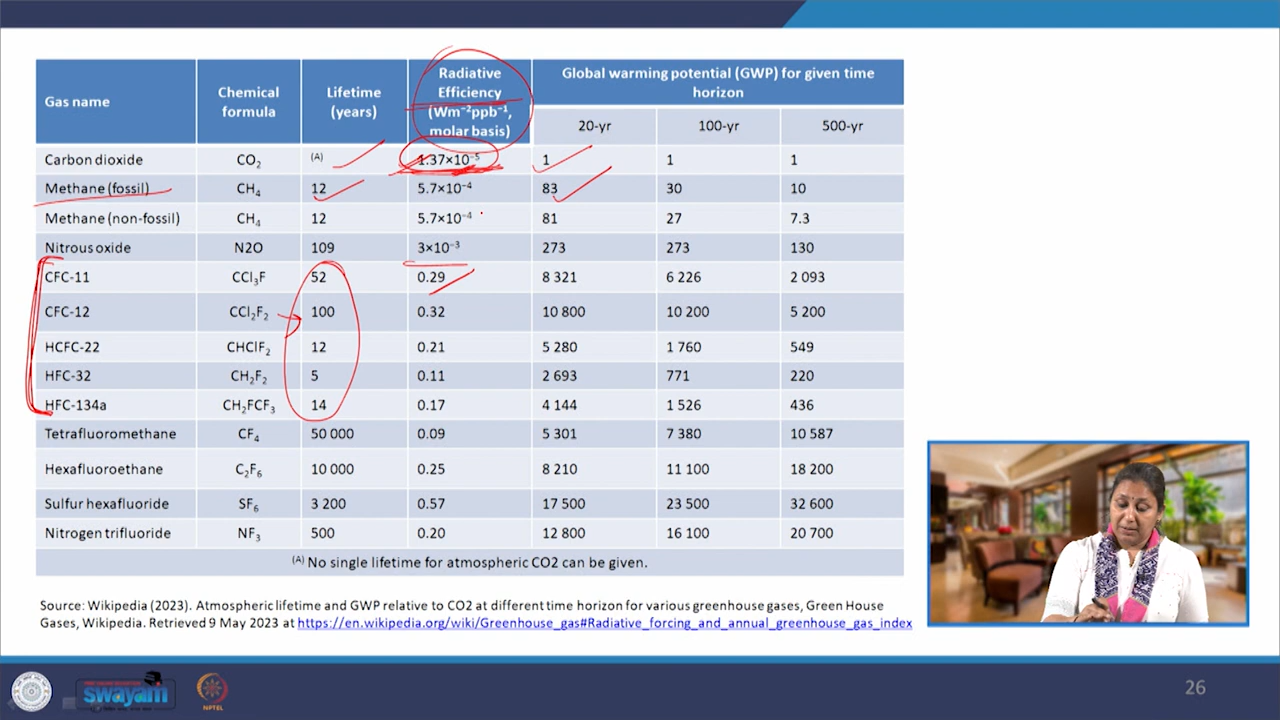 Gas name | Chemical formula | Lifetime (years) | Radiative Efficiency (Wm⁻²ppb⁻¹, molar basis) | Global warming potential (GWP) for given time horizon
20-yr | 100-yr | 500-yr
Carbon dioxide | CO₂ | (A) | 1.37×10⁻⁵ | 1 | 1 | 1
Methane (fossil) | CH₄ | 12 | 5.7×10⁻⁴ | 83 | 30 | 10
Methane (non-fossil) | CH₄ | 12 | 5.7×10⁻⁴ | 81 | 27 | 7.3
Nitrous oxide | N2O | 109 | 3×10⁻³ | 273 | 273 | 130
CFC-11 | CCl₃F | 52 | 0.29 | 8 321 | 6 226 | 2 093
CFC-12 | CCl₂F₂ | 100 | 0.32 | 10 800 | 10 200 | 5 200
HCFC-22 | CHClF₂ | 12 | 0.21 | 5 280 | 1 760 | 549
HFC-32 | CH₂F₂ | 5 | 0.11 | 2 693 | 771 | 220
HFC-134a | CH₂FCF₃ | 14 | 0.17 | 4 144 | 1 526 | 436
Tetrafluoromethane | CF₄ | 50 000 | 0.09 | 5 301 | 7 380 | 10 587
Hexafluoroethane | C₂F₆ | 10 000 | 0.25 | 8 210 | 11 100 | 18 200
Sulfur hexafluoride | SF₆ | 3 200 | 0.57 | 17 500 | 23 500 | 32 600
Nitrogen trifluoride | NF₃ | 500 | 0.20 | 12 800 | 16 100 | 20 700
(A) No single lifetime for atmospheric CO2 can be given.
Source: Wikipedia (2023). Atmospheric lifetime and GWP relative to CO2 at different time horizon for various greenhouse gases, Green House
Gases, Wikipedia. Retrieved 9 May 2023 at https://en.wikipedia.org/wiki/Greenhouse_gas#Radiative_forcing_and_annual_greenhouse_gas_index
swayam
NPTEL
26